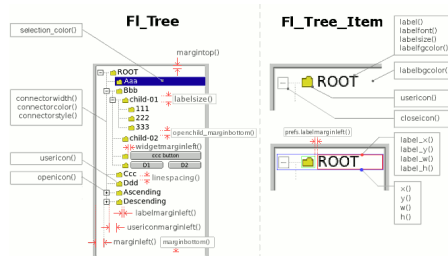 Fl_Tree
selection_color()
margintop()
ROOT
Aaa
Bbb
child-01
111
222
333
child-02
connectorwidth()
connectorcolor()
connectorstyle()
labelsize()
openchild_marginbottom()
widgetmarginleft()
ccc button
D1
D2
usericon()
openicon()
Ccc
Ddd
linespacing()
Ascending
Descending
labelmarginleft()
usericonmarginleft()
marginleft()
marginbottom()
Fl_Tree_Item
label()
labelfont()
labelsize()
labelfgcolor()
ROOT
labelbgcolor()
usericon()
closeicon()
prefs.labelmarginleft()
ROOT
label_x()
label_y()
label_w()
label_h()
x()
y()
w()
h()